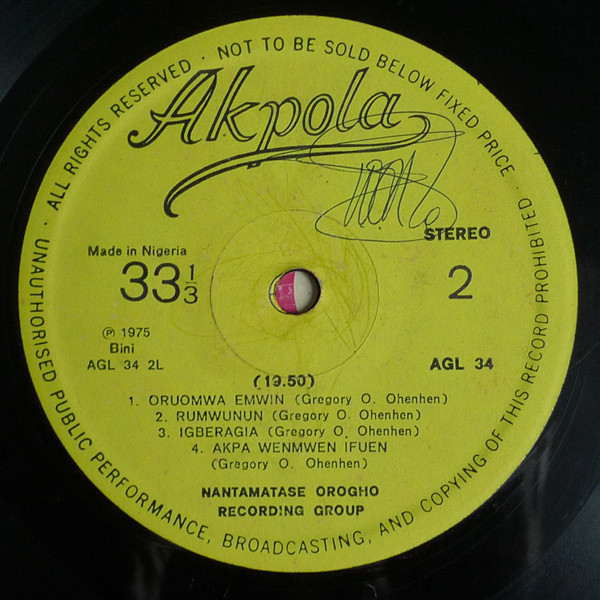 UNAUTHORISED PUBLIC PERFORMANCE, BROADCASTING, AND COPYING OF THIS RECORD PROHIBITED · ALL RIGHTS RESERVED · NOT TO BE SOLD BELOW FIXED PRICE ·
Akpola
STEREO
Made in Nigeria
33 1/3
2
℗ 1975
Bini
AGL 34 2L
AGL 34
(19.50)
1. ORUOMWA EMWIN (Gregory O. Ohenhen)
2. RUMWUNUN (Gregory O. Ohenhen)
3. IGBERAGIA (Gregory O. Ohenhen)
4. AKPA WENMWEN IFUEN
(Gregory O. Ohenhen)
NANTAMATASE OROGHO
RECORDING GROUP